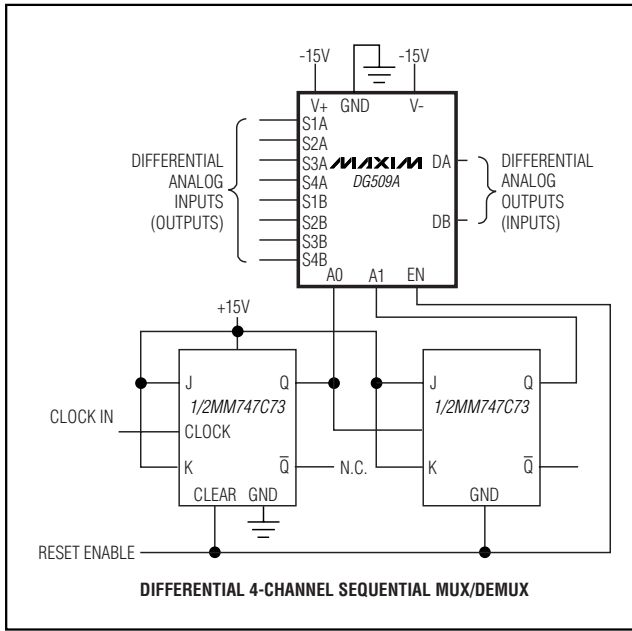 -15V
-15V
V+ GND V-
S1A
S2A
S3A
S4A
S1B
S2B
S3B
S4B
DIFFERENTIAL
ANALOG
INPUTS
(OUTPUTS)
MAXIM
DG509A
DA
DB
DIFFERENTIAL
ANALOG
OUTPUTS
(INPUTS)
A0 A1 EN
+15V
J Q
1/2MM747C73
CLOCK IN
CLOCK
K Q̅
N.C.
CLEAR GND
J Q
1/2MM747C73
K Q̅
GND
RESET ENABLE
DIFFERENTIAL 4-CHANNEL SEQUENTIAL MUX/DEMUX